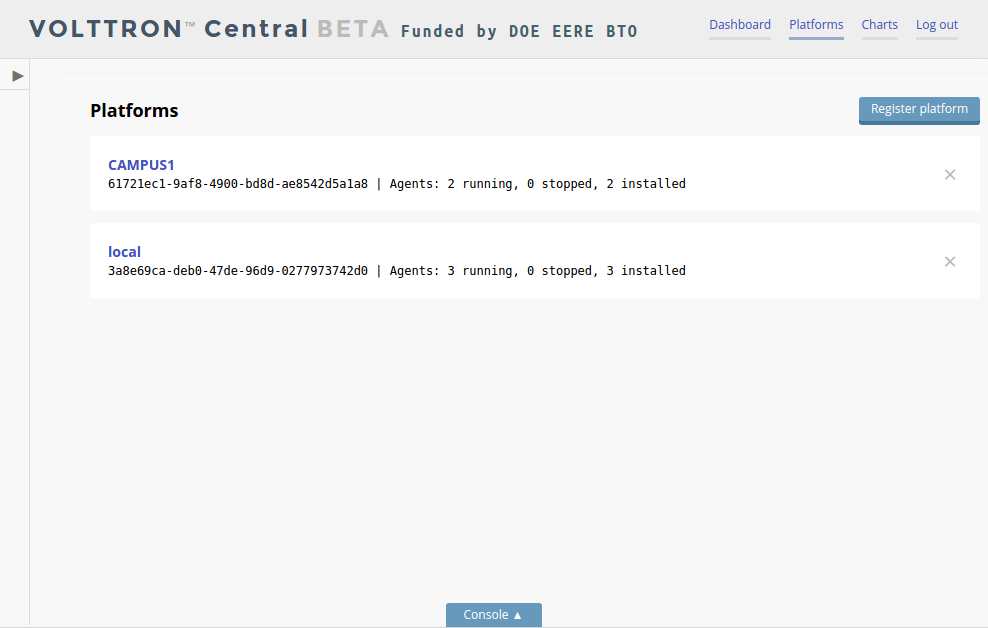 VOLTTRON™ Central BETA Funded by DOE EERE BTO
Dashboard Platforms Charts Log out
Platforms
Register platform
CAMPUS1
61721ec1-9af8-4900-bd8d-ae8542d5a1a8 | Agents: 2 running, 0 stopped, 2 installed
local
3a8e69ca-deb0-47de-96d9-0277973742d0 | Agents: 3 running, 0 stopped, 3 installed
Console ▲